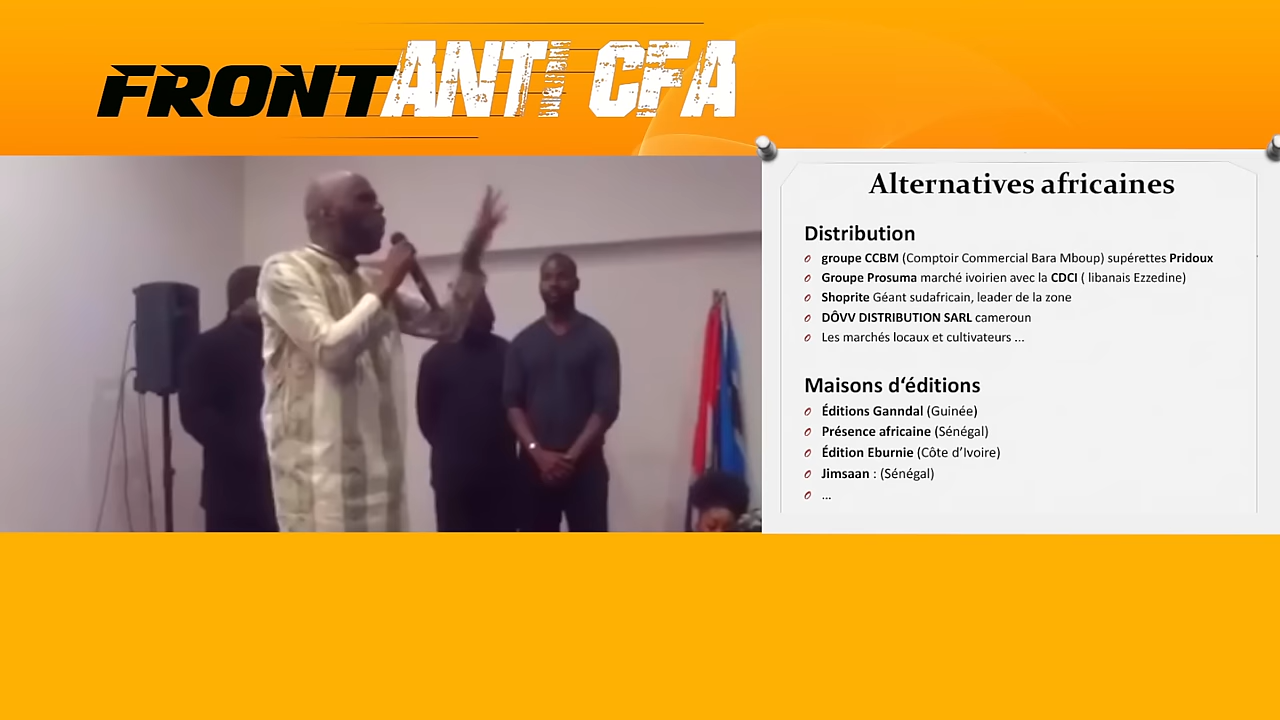 FRONTANTI CFA
Alternatives africaines
Distribution
groupe CCBM (Comptoir Commercial Bara Mboup) supérettes Pridoux
Groupe Prosuma marché ivoirien avec la CDCI ( libanais Ezzedine)
Shoprite Géant sudafricain, leader de la zone
DÔVV DISTRIBUTION SARL cameroun
Les marchés locaux et cultivateurs ...
Maisons d‘éditions
Éditions Ganndal (Guinée)
Présence africaine (Sénégal)
Édition Eburnie (Côte d’Ivoire)
Jimsaan : (Sénégal)
...